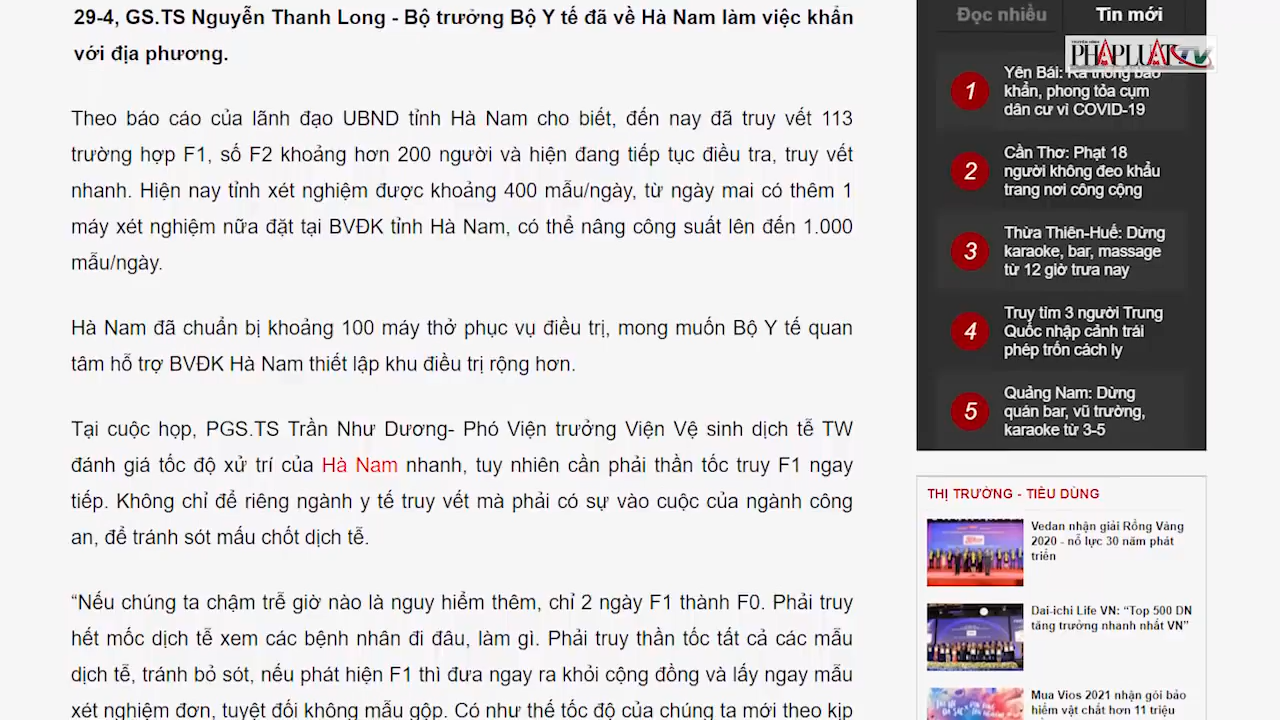 29-4, GS.TS Nguyễn Thanh Long - Bộ trưởng Bộ Y tế đã về Hà Nam làm việc khẩn
với địa phương.
Theo báo cáo của lãnh đạo UBND tỉnh Hà Nam cho biết, đến nay đã truy vết 113
trường hợp F1, số F2 khoảng hơn 200 người và hiện đang tiếp tục điều tra, truy vết
nhanh. Hiện nay tỉnh xét nghiệm được khoảng 400 mẫu/ngày, từ ngày mai có thêm 1
máy xét nghiệm nữa đặt tại BVĐK tỉnh Hà Nam, có thể nâng công suất lên đến 1.000
mẫu/ngày.
Hà Nam đã chuẩn bị khoảng 100 máy thở phục vụ điều trị, mong muốn Bộ Y tế quan
tâm hỗ trợ BVĐK Hà Nam thiết lập khu điều trị rộng hơn.
Tại cuộc họp, PGS.TS Trần Như Dương- Phó Viện trưởng Viện Vệ sinh dịch tễ TW
đánh giá tốc độ xử trí của Hà Nam nhanh, tuy nhiên cần phải thần tốc truy F1 ngay
tiếp. Không chỉ để riêng ngành y tế truy vết mà phải có sự vào cuộc của ngành công
an, để tránh sót mấu chốt dịch tễ.
“Nếu chúng ta chậm trễ giờ nào là nguy hiểm thêm, chỉ 2 ngày F1 thành F0. Phải truy
hết mốc dịch tễ xem các bệnh nhân đi đâu, làm gì. Phải truy thần tốc tất cả các mẫu
dịch tễ, tránh bỏ sót, nếu phát hiện F1 thì đưa ngay ra khỏi cộng đồng và lấy ngay mẫu
xét nghiệm đơn, tuyệt đối không mẫu gộp. Có như thế tốc độ của chúng ta mới theo kịp
Đọc nhiều
Tin mới
PHÁPLUẬT TV
1
Yên Bái: Ra thông báo
khẩn, phong tỏa cụm
dân cư vì COVID-19
2
Cần Thơ: Phạt 18
người không đeo khẩu
trang nơi công cộng
3
Thừa Thiên-Huế: Dừng
karaoke, bar, massage
từ 12 giờ trưa nay
4
Truy tìm 3 người Trung
Quốc nhập cảnh trái
phép trốn cách ly
5
Quảng Nam: Dừng
quán bar, vũ trường,
karaoke từ 3-5
THỊ TRƯỜNG - TIÊU DÙNG
Vedan nhận giải Rồng Vàng
2020 - nỗ lực 30 năm phát
triển
Dai-ichi Life VN: “Top 500 DN
tăng trưởng nhanh nhất VN”
Mua Vios 2021 nhận gói bảo
hiểm vật chất hơn 11 triệu